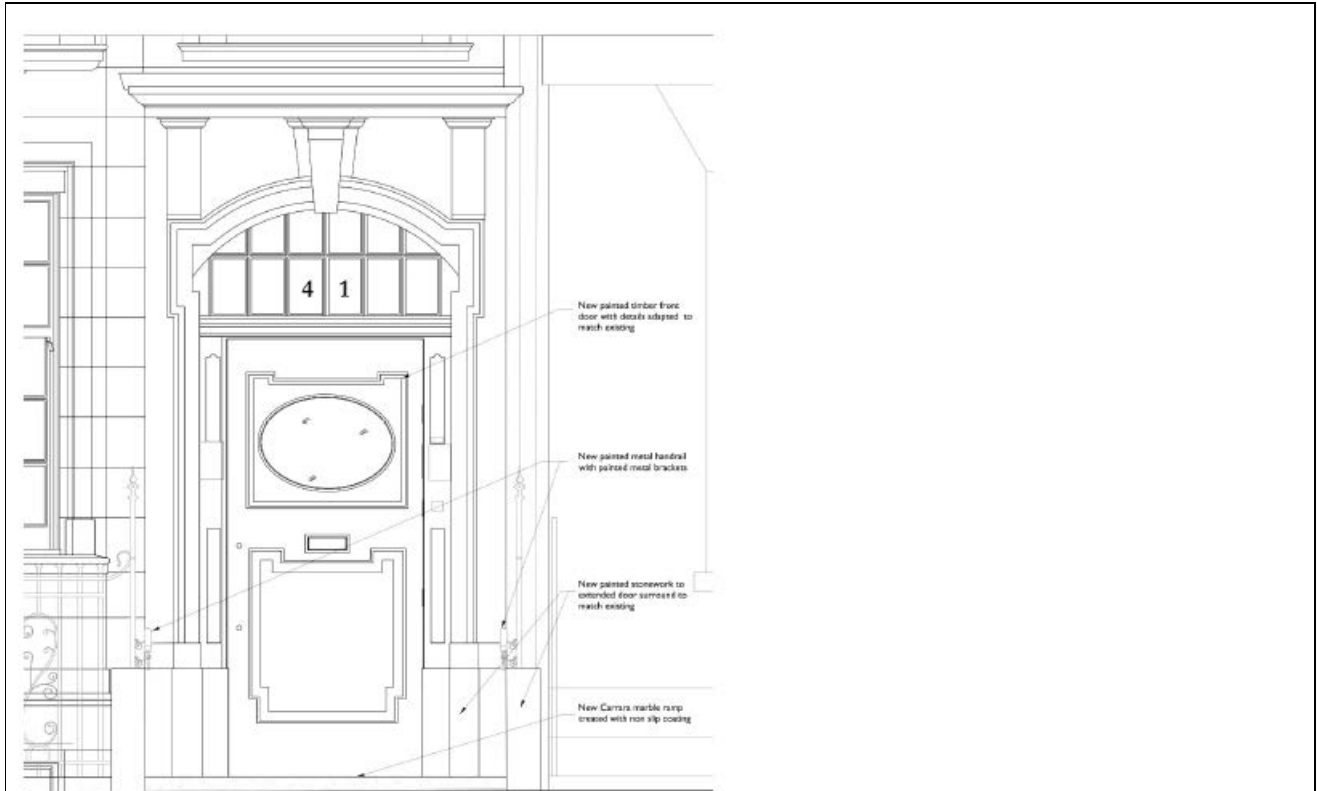 4 1
New painted timber front
door with details adapted to
match existing
New painted metal handrail
with painted metal brackets
New painted stonework to
extended door surround to
match existing
New Carrara marble ramp
treated with non slip coating